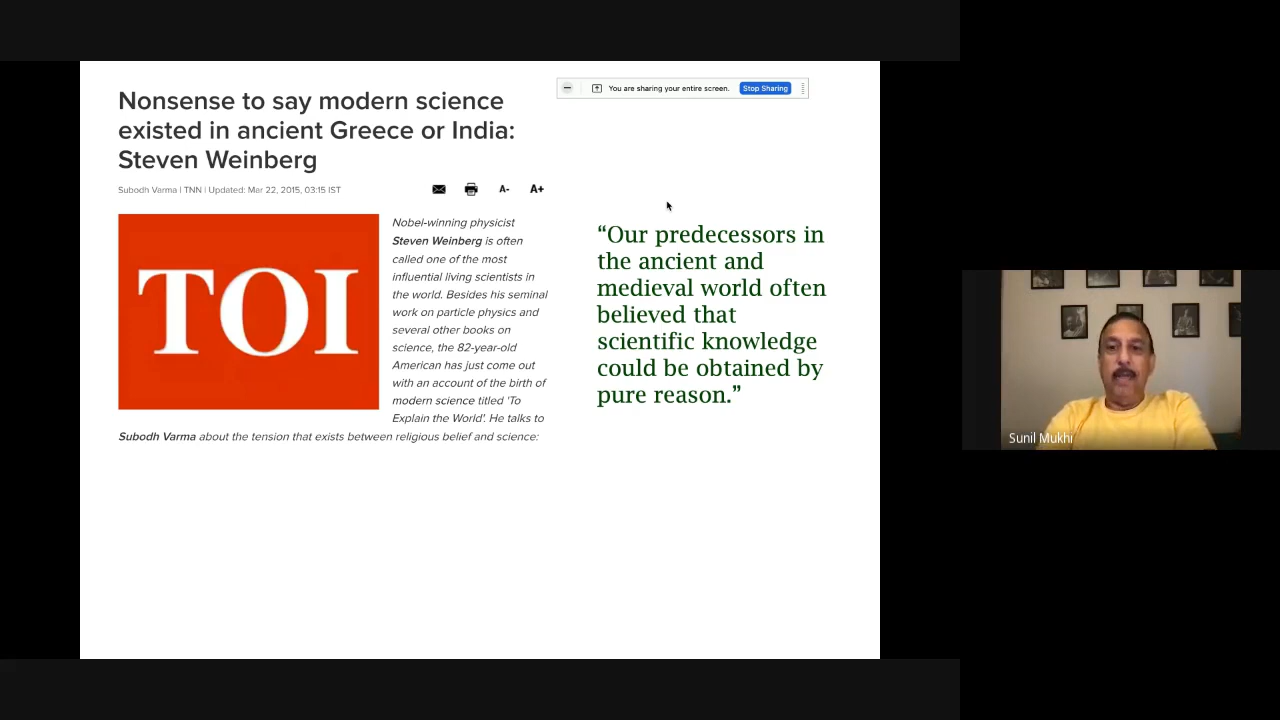 You are sharing your entire screen. Stop Sharing
Nonsense to say modern science
existed in ancient Greece or India:
Steven Weinberg
Subodh Varma | TNN | Updated: Mar 22, 2015, 03:15 IST
A- A+
TOI
Nobel-winning physicist
Steven Weinberg is often
called one of the most
influential living scientists in
the world. Besides his seminal
work on particle physics and
several other books on
science, the 82-year-old
American has just come out
with an account of the birth of
modern science titled 'To
Explain the World'. He talks to
Subodh Varma about the tension that exists between religious belief and science:
“Our predecessors in
the ancient and
medieval world often
believed that
scientific knowledge
could be obtained by
pure reason.”
Sunil Mukhi